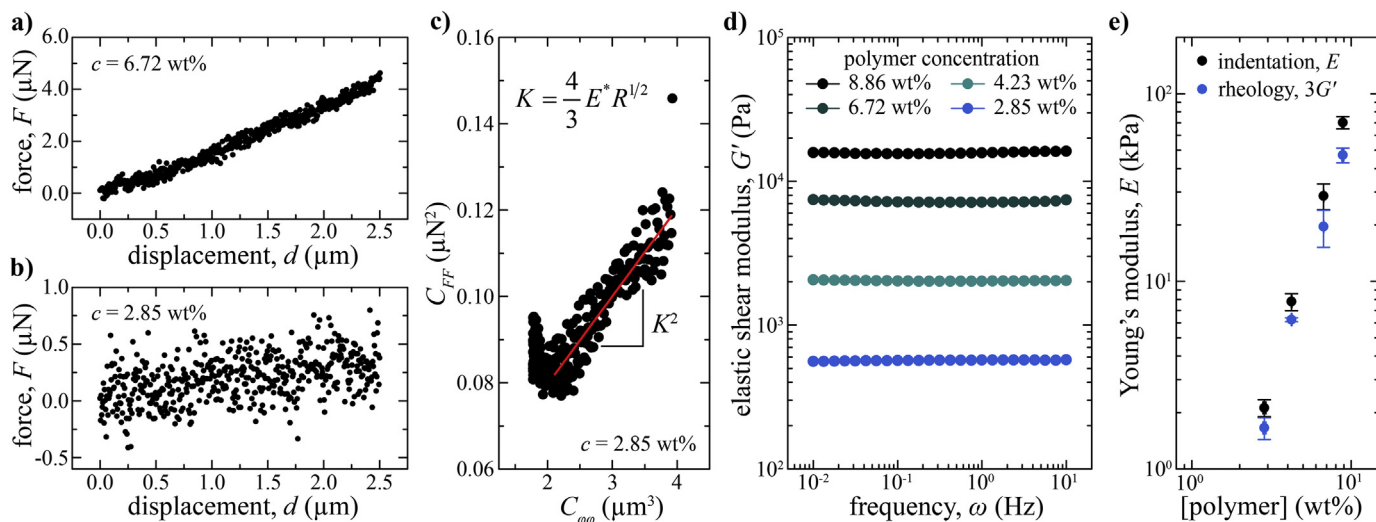 a)
6.0
4.0
2.0
0.0
force, F (μN)
c = 6.72 wt%
0.0 0.5 1.0 1.5 2.0 2.5
displacement, d (μm)
b)
1.0
0.5
0.0
-0.5
force, F (μN)
c = 2.85 wt%
0.0 0.5 1.0 1.5 2.0 2.5
displacement, d (μm)
c)
0.16
0.14
0.12
0.10
0.08
0.06
C_FF (μN²)
K = 4/3 E* R^1/2
K²
c = 2.85 wt%
2 3 4
C_φφ (μm³)
d)
10⁵
10⁴
10³
10²
elastic shear modulus, G′ (Pa)
polymer concentration
8.86 wt% 4.23 wt%
6.72 wt% 2.85 wt%
10⁻² 10⁻¹ 10⁰ 10¹
frequency, ω (Hz)
e)
indentation, E
rheology, 3G′
10²
10¹
10⁰
Young's modulus, E (kPa)
10⁰ 10¹
[polymer] (wt%)